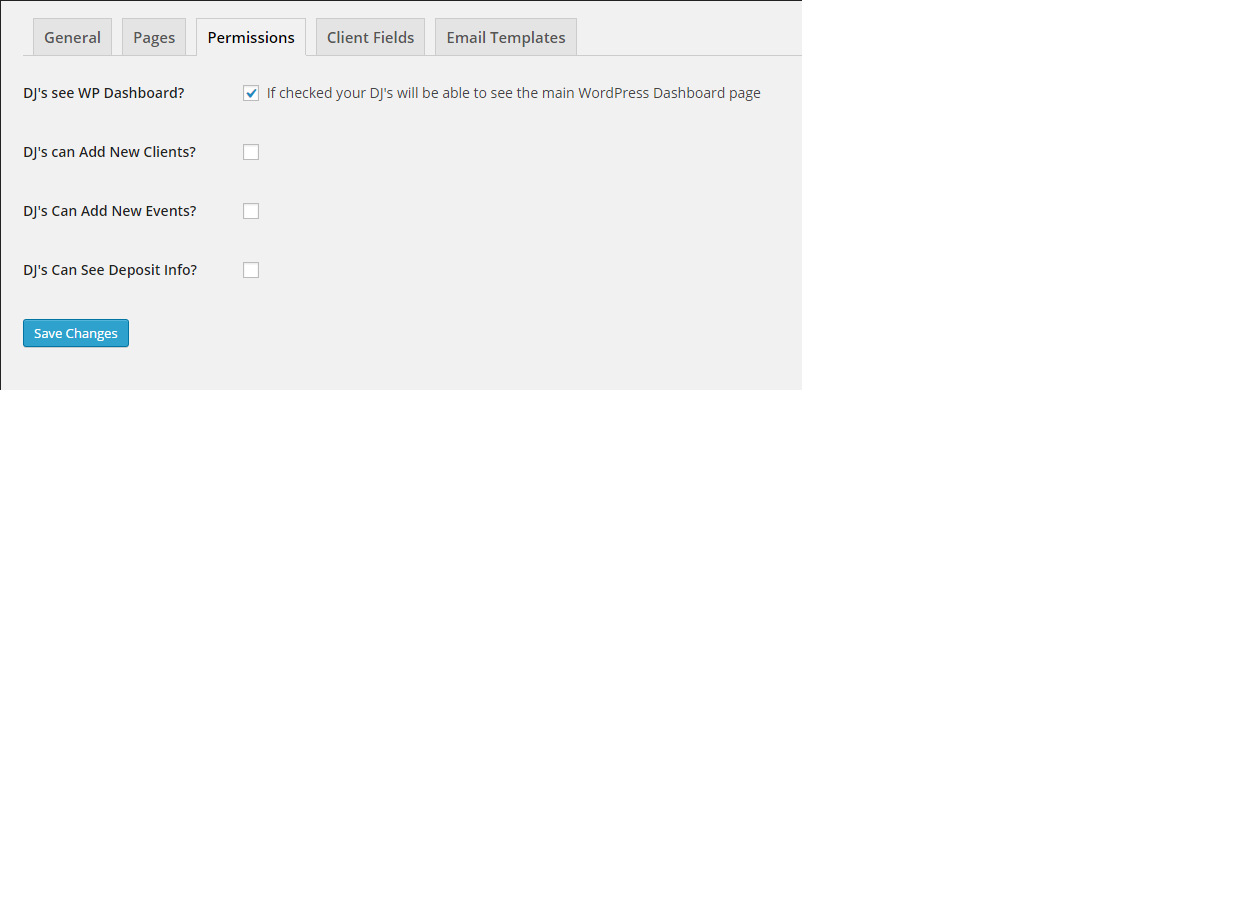 General Pages Permissions Client Fields Email Templates
DJ's see WP Dashboard? If checked your DJ's will be able to see the main WordPress Dashboard page
DJ's can Add New Clients?
DJ's Can Add New Events?
DJ's Can See Deposit Info?
Save Changes